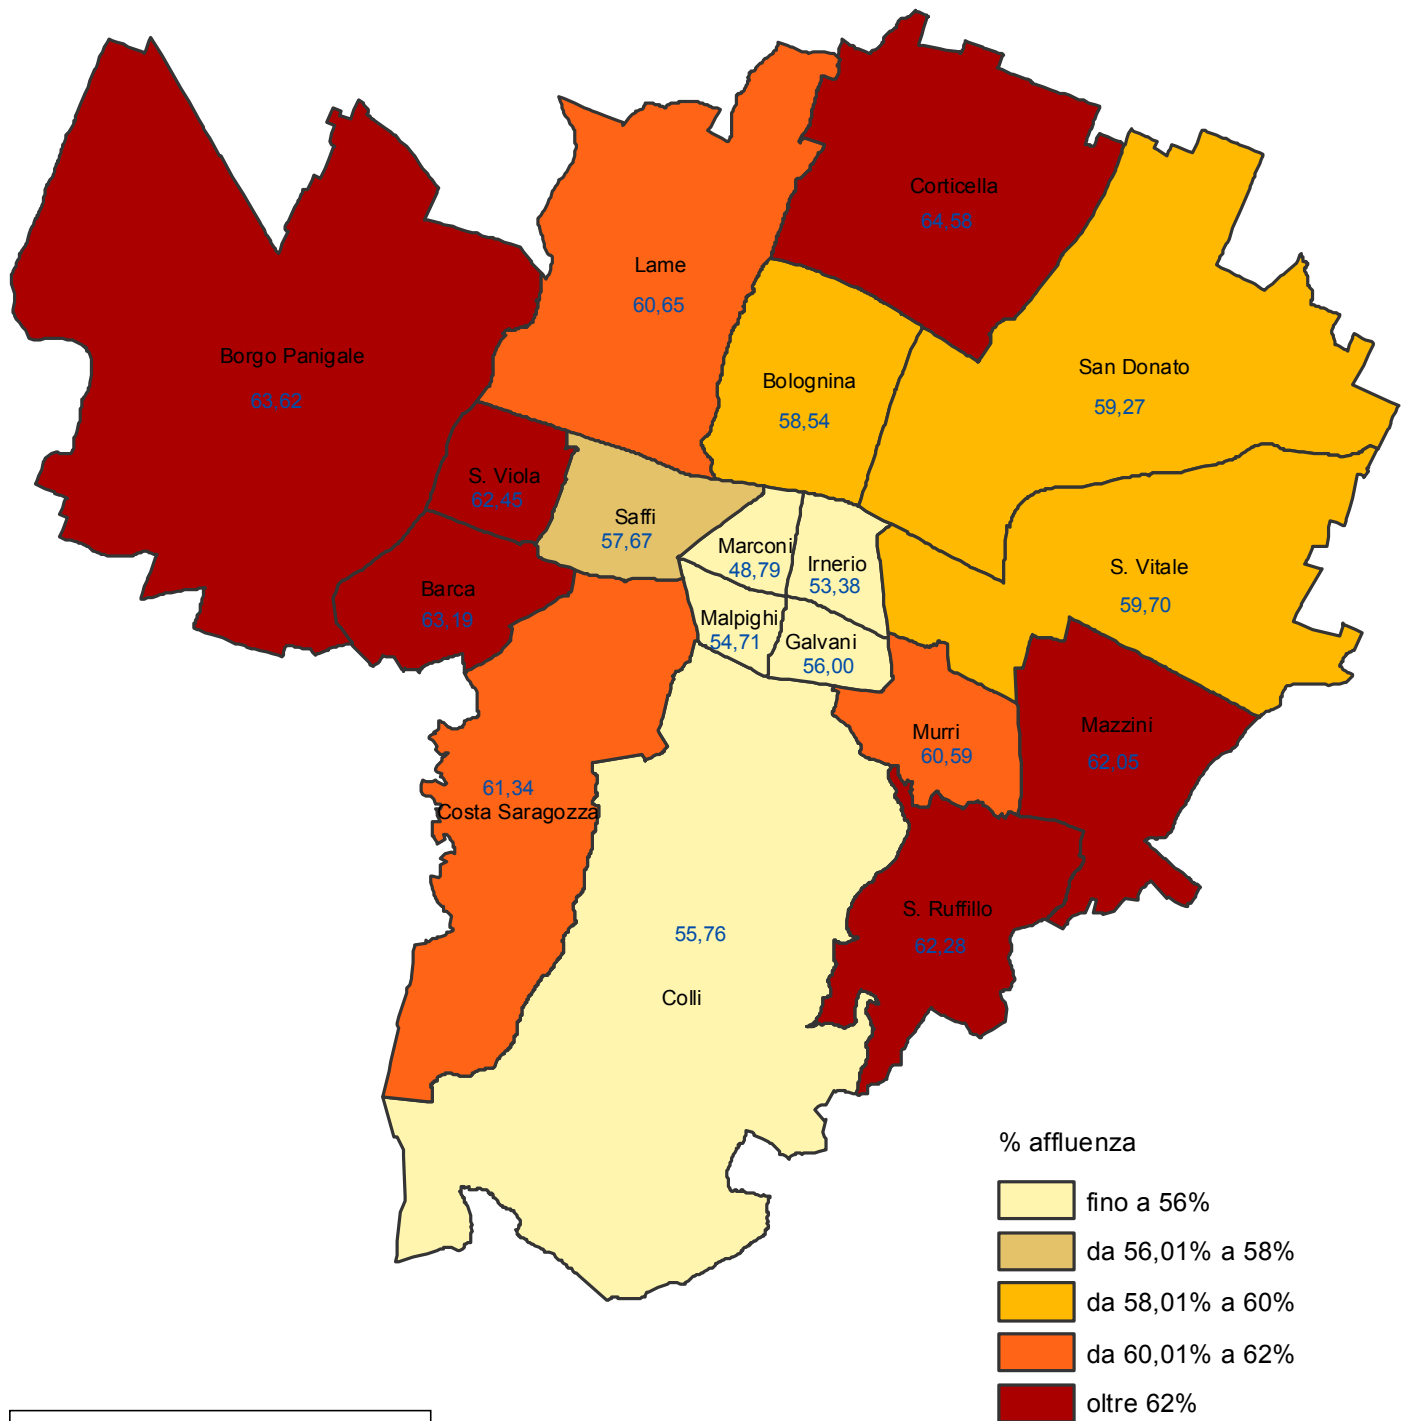 Corticella
64,58
Lame
60,65
Borgo Panigale
63,62
Bolognina
58,54
San Donato
59,27
S. Viola
62,45
Saffi
57,67
Marconi
48,79
Irnerio
53,38
S. Vitale
59,70
Barca
63,19
Malpighi
54,71
Galvani
56,00
Murri
60,59
Mazzini
62,05
61,34
Costa Saragozza
S. Ruffillo
62,28
55,76
Colli
% affluenza
fino a 56%
da 56,01% a 58%
da 58,01% a 60%
da 60,01% a 62%
oltre 62%